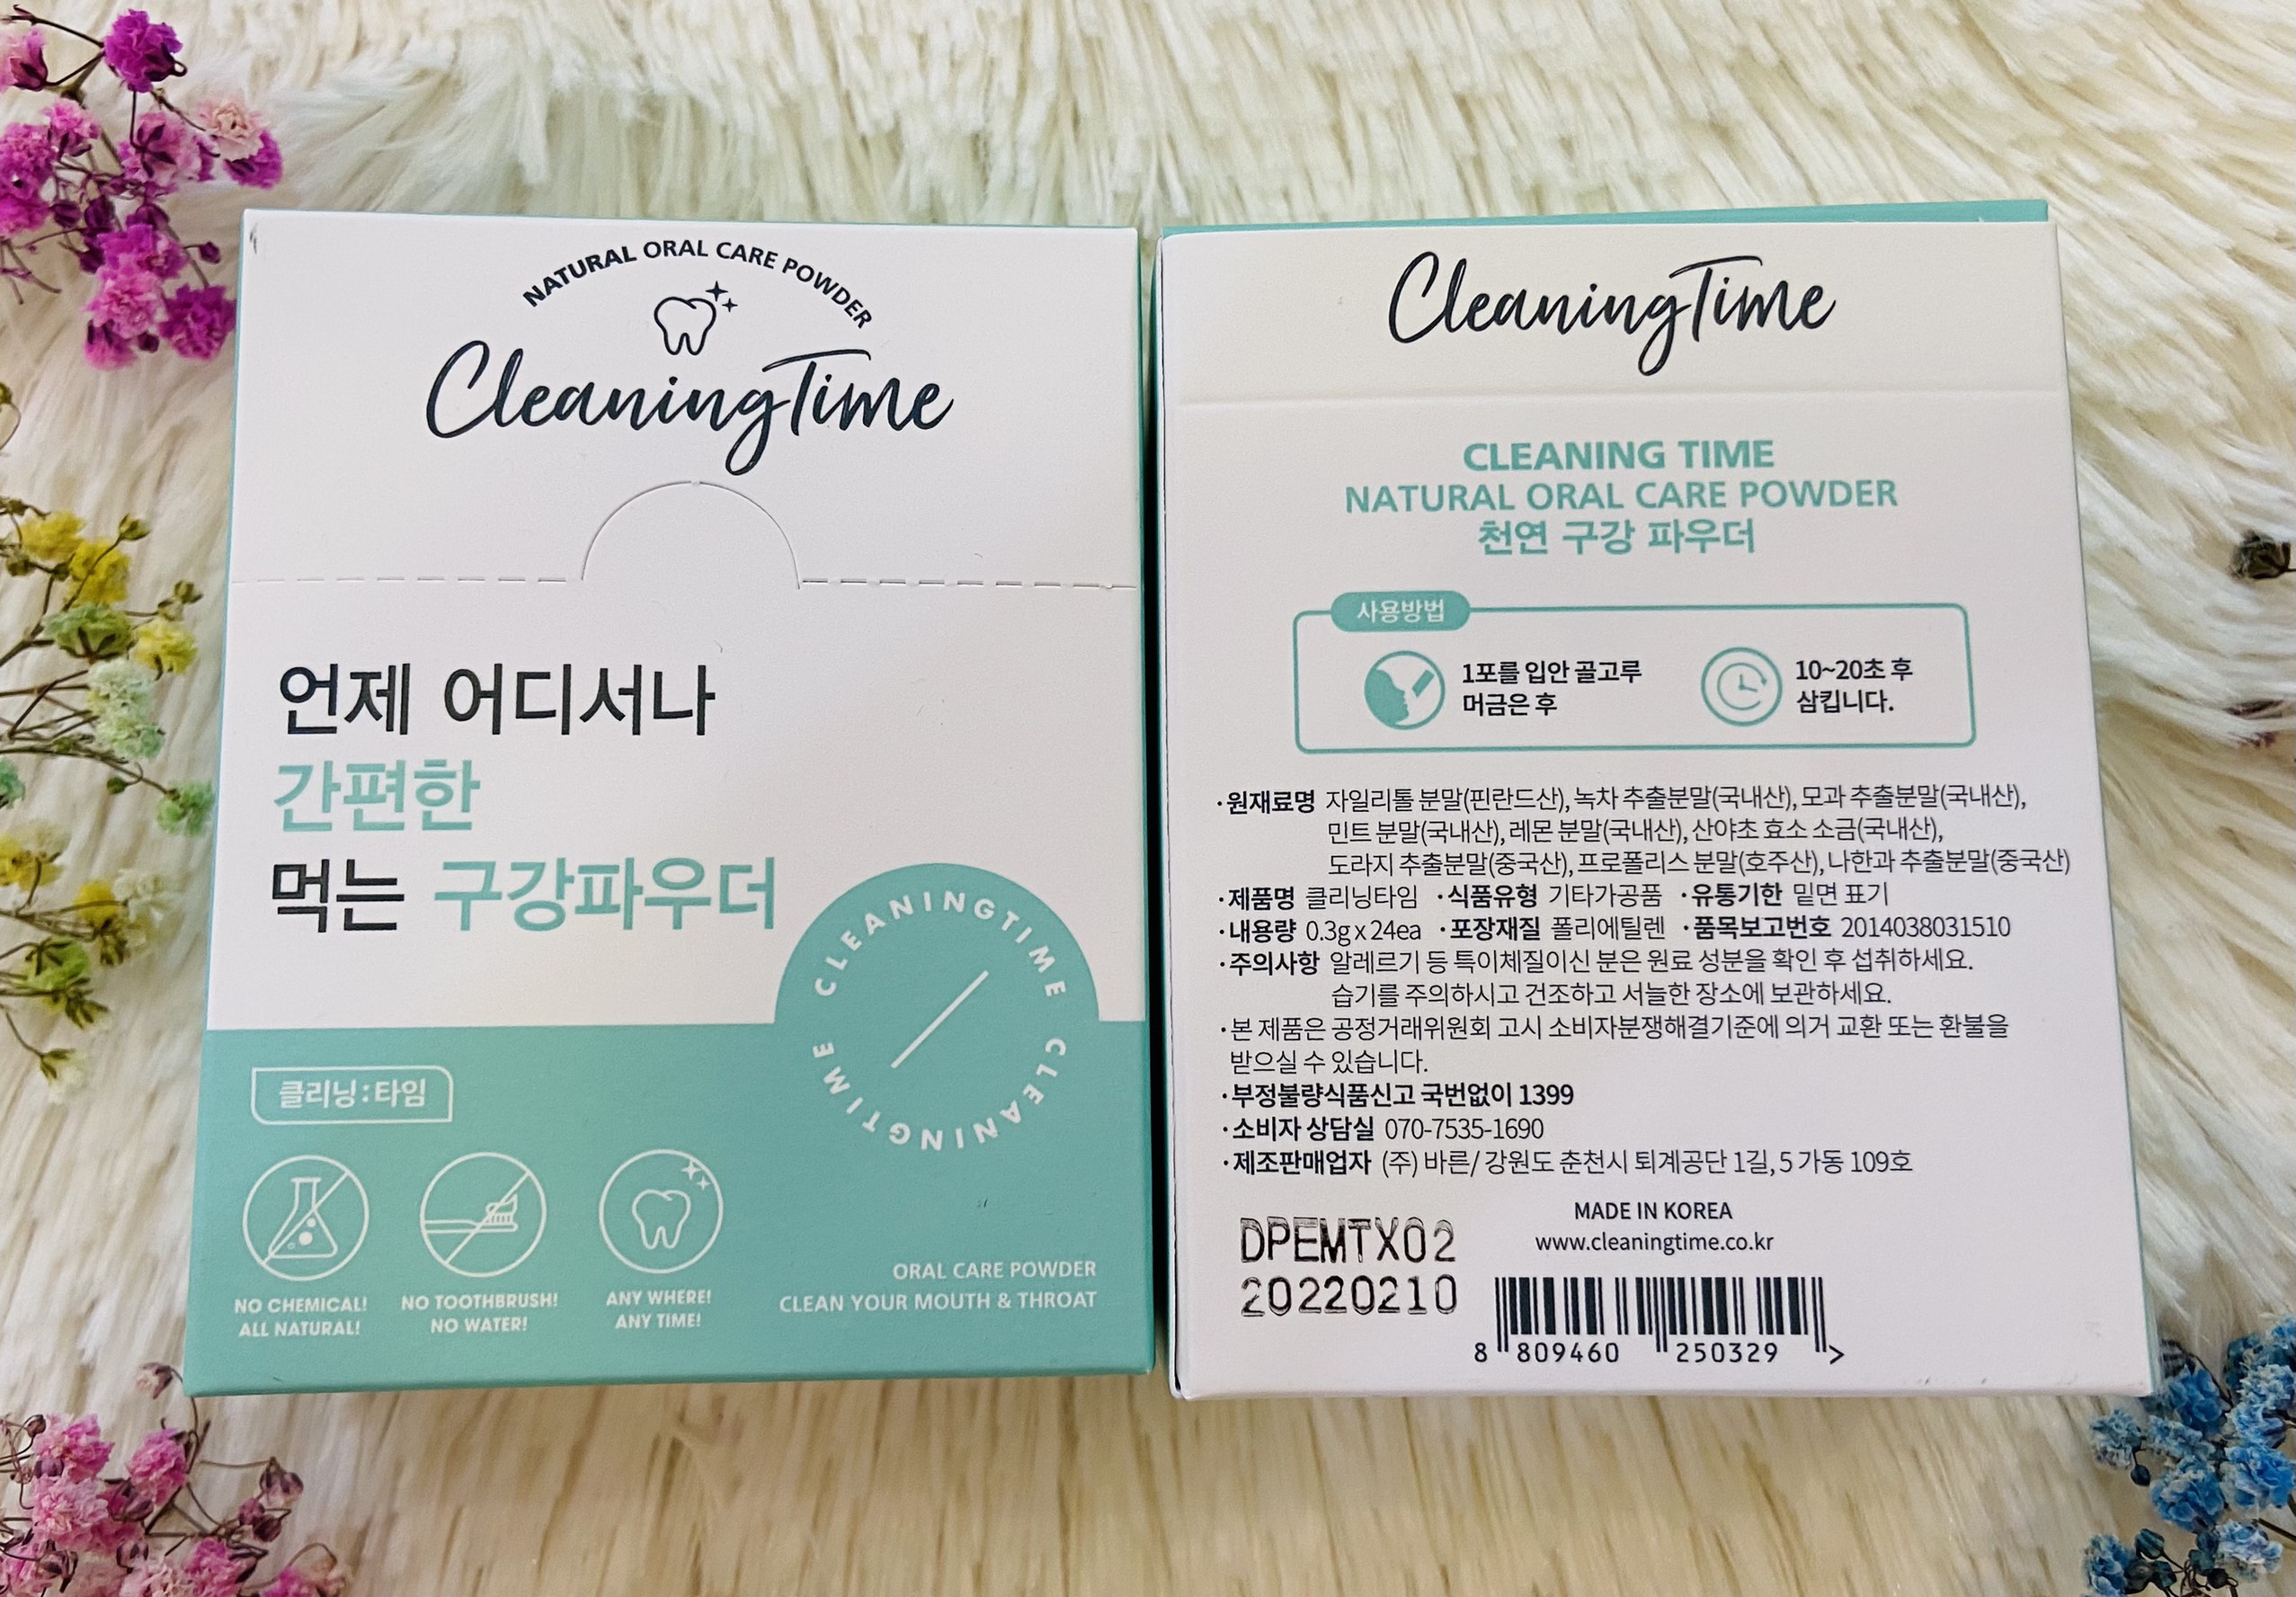 NATURAL ORAL CARE POWDER
CleaningTime
언제 어디서나
간편한
먹는 구강파우더
CLEANINGTIME CLEANINGTIME
클리닝:타임
NO CHEMICAL!
ALL NATURAL!
NO TOOTHBRUSH!
NO WATER!
ANY WHERE!
ANY TIME!
ORAL CARE POWDER
CLEAN YOUR MOUTH & THROAT
CleaningTime
CLEANING TIME
NATURAL ORAL CARE POWDER
천연 구강 파우더
사용방법
1포를 입안 골고루
머금은 후
10~20초 후
삼킵니다.
·원재료명 자일리톨 분말(핀란드산), 녹차 추출분말(국내산), 모과 추출분말(국내산),
민트 분말(국내산), 레몬 분말(국내산), 산야초 효소 소금(국내산),
도라지 추출분말(중국산), 프로폴리스 분말(호주산), 나한과 추출분말(중국산)
·제품명 클리닝타임 ·식품유형 기타가공품 ·유통기한 밑면 표기
·내용량 0.3g x 24ea ·포장재질 폴리에틸렌 ·품목보고번호 2014038031510
·주의사항 알레르기 등 특이체질이신 분은 원료 성분을 확인 후 섭취하세요.
습기를 주의하시고 건조하고 서늘한 장소에 보관하세요.
·본 제품은 공정거래위원회 고시 소비자분쟁해결기준에 의거 교환 또는 환불을
받으실 수 있습니다.
·부정불량식품신고 국번없이 1399
·소비자 상담실 070-7535-1690
·제조판매업자 (주) 바른/ 강원도 춘천시 퇴계공단 1길, 5 가동 109호
MADE IN KOREA
www.cleaningtime.co.kr
DPEMTX02
20220210
8 809460 250329 >